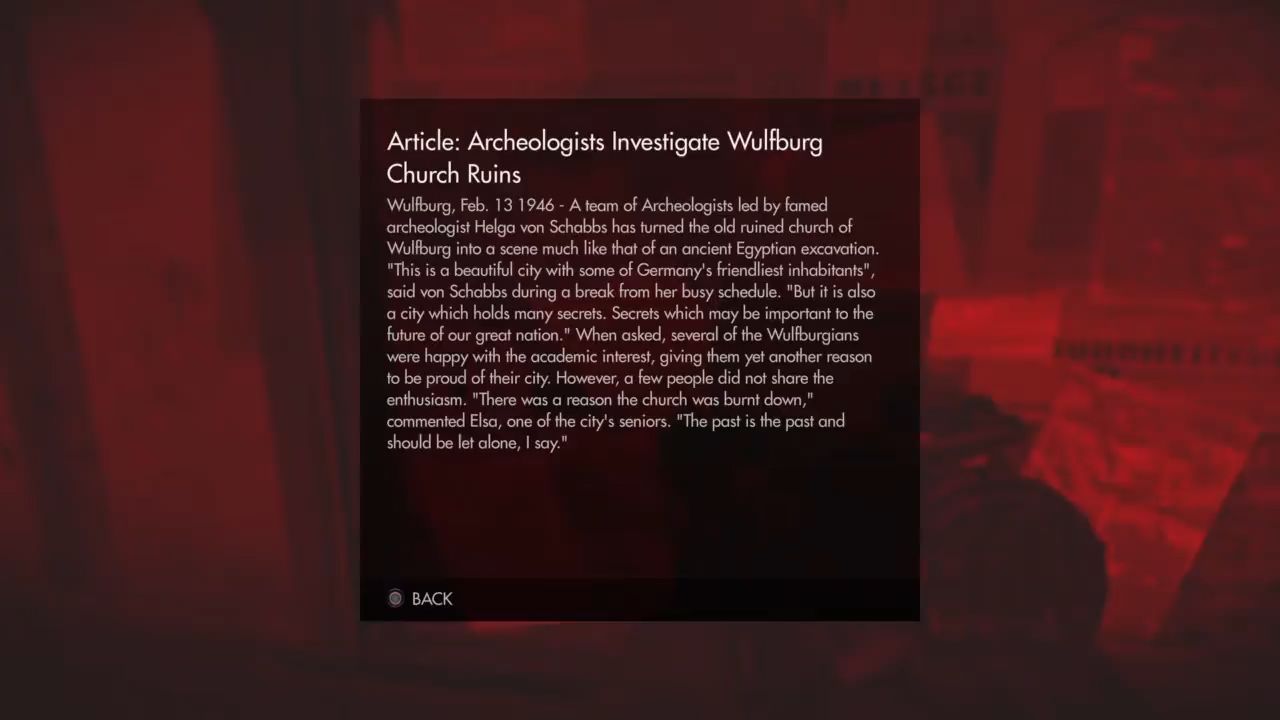 Article: Archeologists Investigate Wulfburg
Church Ruins
Wulfburg, Feb. 13 1946 - A team of Archeologists led by famed
archeologist Helga von Schabbs has turned the old ruined church of
Wulfburg into a scene much like that of an ancient Egyptian excavation.
"This is a beautiful city with some of Germany's friendliest inhabitants",
said von Schabbs during a break from her busy schedule. "But it is also
a city which holds many secrets. Secrets which may be important to the
future of our great nation." When asked, several of the Wulfburgians
were happy with the academic interest, giving them yet another reason
to be proud of their city. However, a few people did not share the
enthusiasm. "There was a reason the church was burnt down,"
commented Elsa, one of the city's seniors. "The past is the past and
should be let alone, I say."
BACK